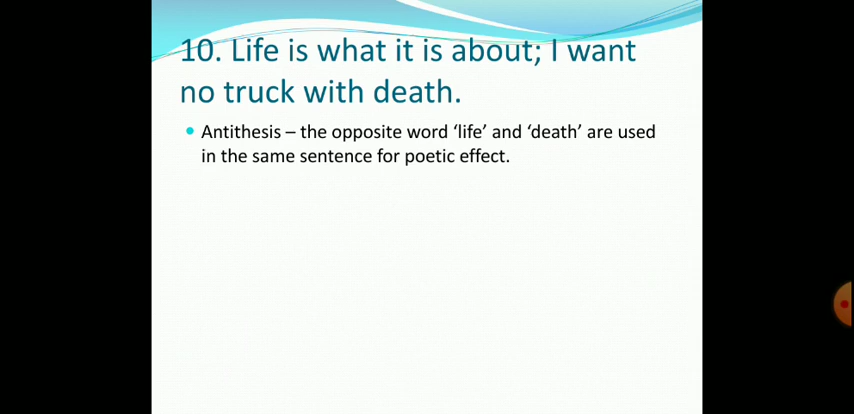 10. Life is what it is about; I want
no truck with death.
Antithesis – the opposite word ‘life’ and ‘death’ are used
in the same sentence for poetic effect.